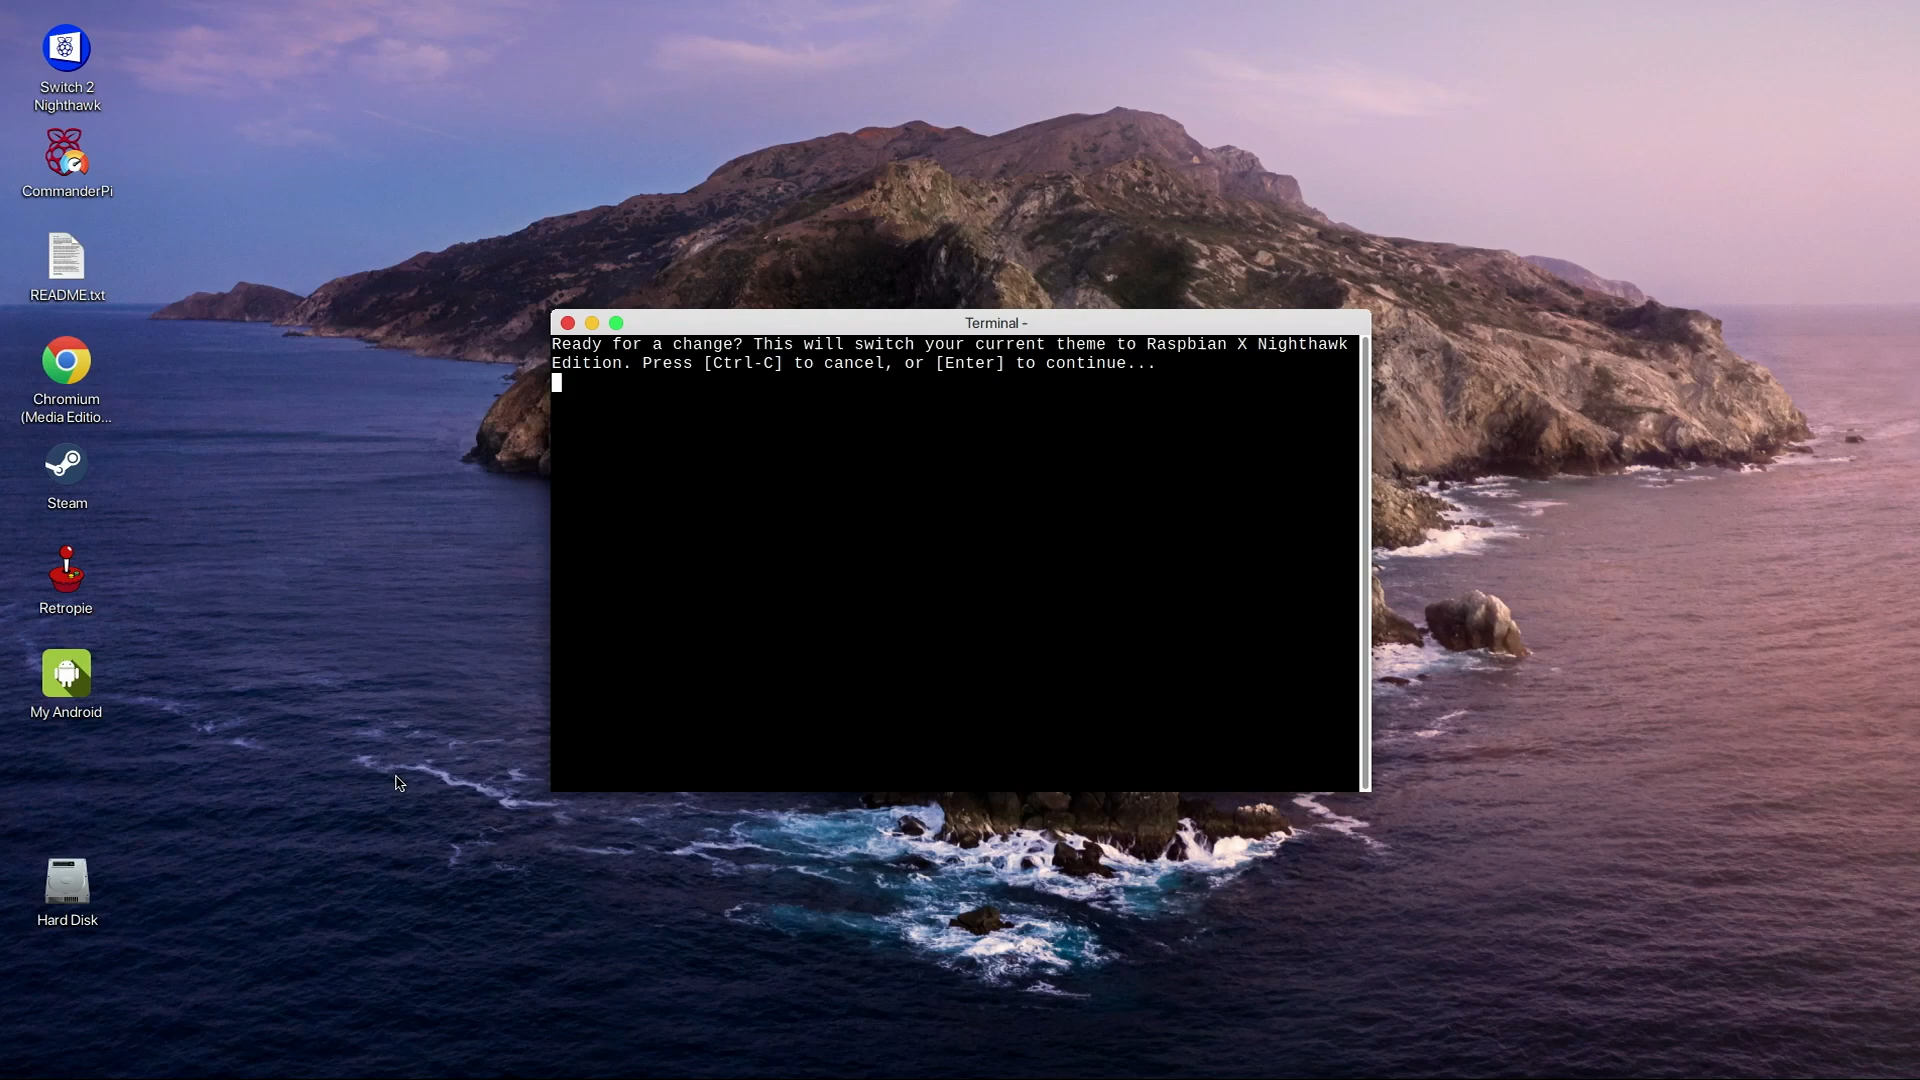 Switch 2
Nighthawk
CommanderPi
README.txt
Chromium
(Media Editio...
Steam
Retropie
My Android
Hard Disk
Terminal -
Ready for a change? This will switch your current theme to Raspbian X Nighthawk
Edition. Press [Ctrl-C] to cancel, or [Enter] to continue...